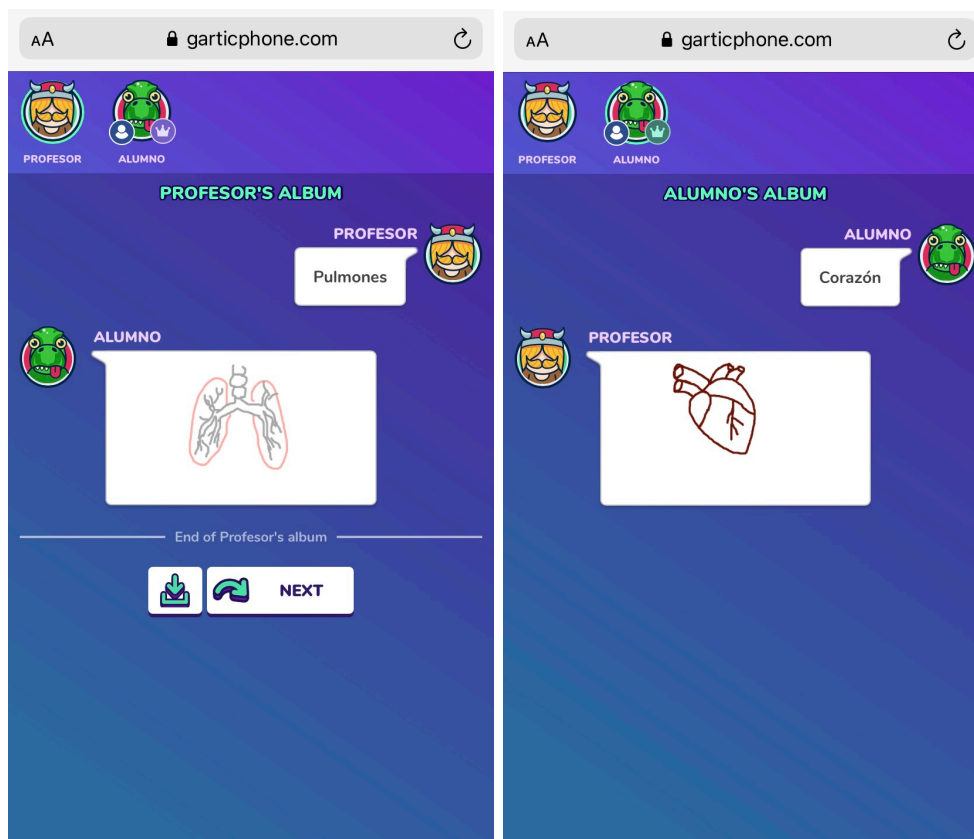 AA garticphone.com
PROFESOR ALUMNO
PROFESOR'S ALBUM
PROFESOR
Pulmones
ALUMNO
End of Profesor's album
NEXT
AA garticphone.com
PROFESOR ALUMNO
ALUMNO'S ALBUM
ALUMNO
Corazón
PROFESOR